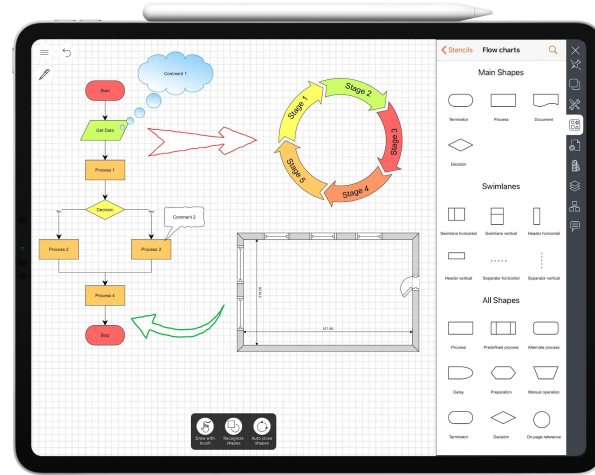 Stencils
Flow charts
Main Shapes
Terminator
Process
Document
Decision
Swimlanes
Swimlane horizontal
Swimlane vertical
Header horizontal
Header vertical
Separator horizontal
Separator vertical
All Shapes
Process
Predefined process
Alternate process
Delay
Preparation
Manual operation
Terminator
Decision
On-page reference
Start
Get Data
Process 1
Decision
No
Yes
Process 2
Process 3
Process 4
Stop
Comment 1
Comment 2
Stage 1
Stage 2
Stage 3
Stage 4
Stage 5
Draw with
touch
Recognize
shapes
Auto close
shapes